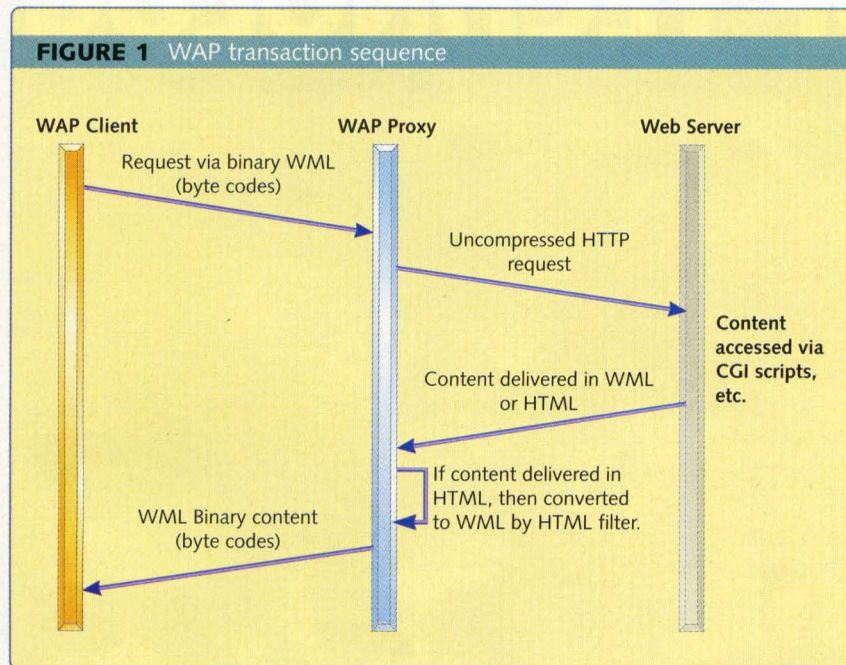 FIGURE 1 WAP transaction sequence
WAP Client
WAP Proxy
Web Server
Request via binary WML
(byte codes)
Uncompressed HTTP
request
Content
accessed via
CGI scripts,
etc.
Content delivered in WML
or HTML
If content delivered in
HTML, then converted
to WML by HTML filter.
WML Binary content
(byte codes)